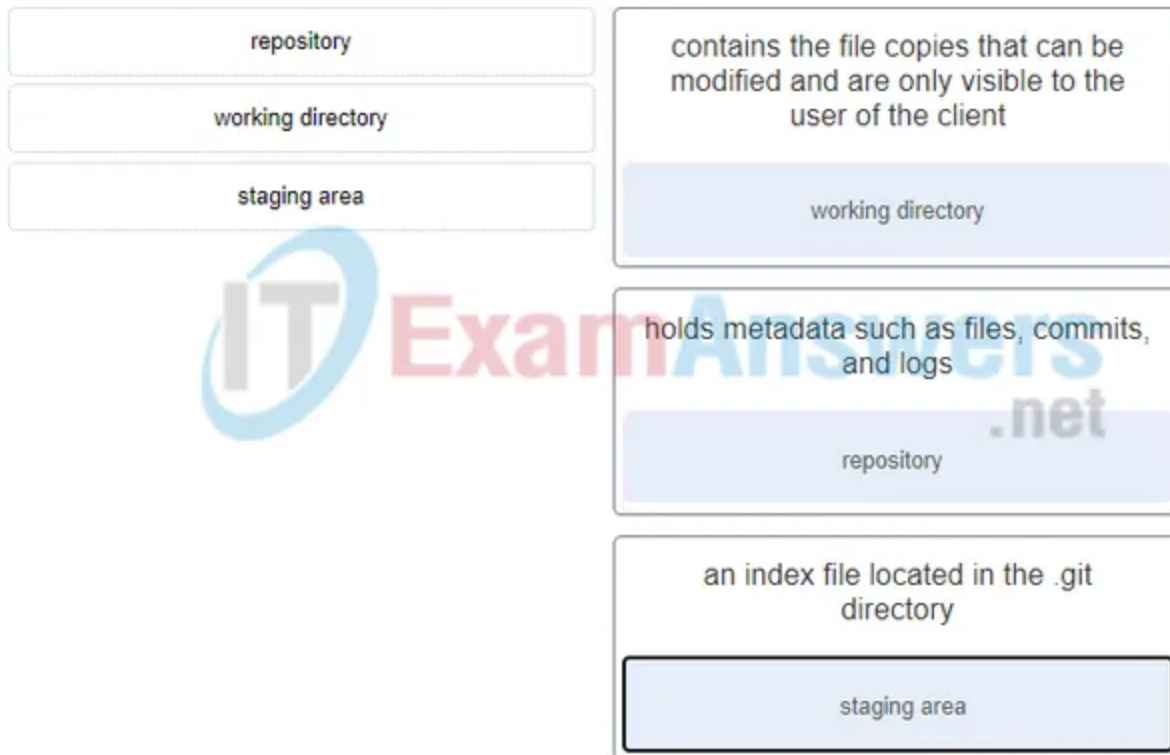 repository
working directory
staging area
contains the file copies that can be
modified and are only visible to the
user of the client
working directory
IT ExamAnswers
.net
holds metadata such as files, commits,
and logs
repository
an index file located in the .git
directory
staging area